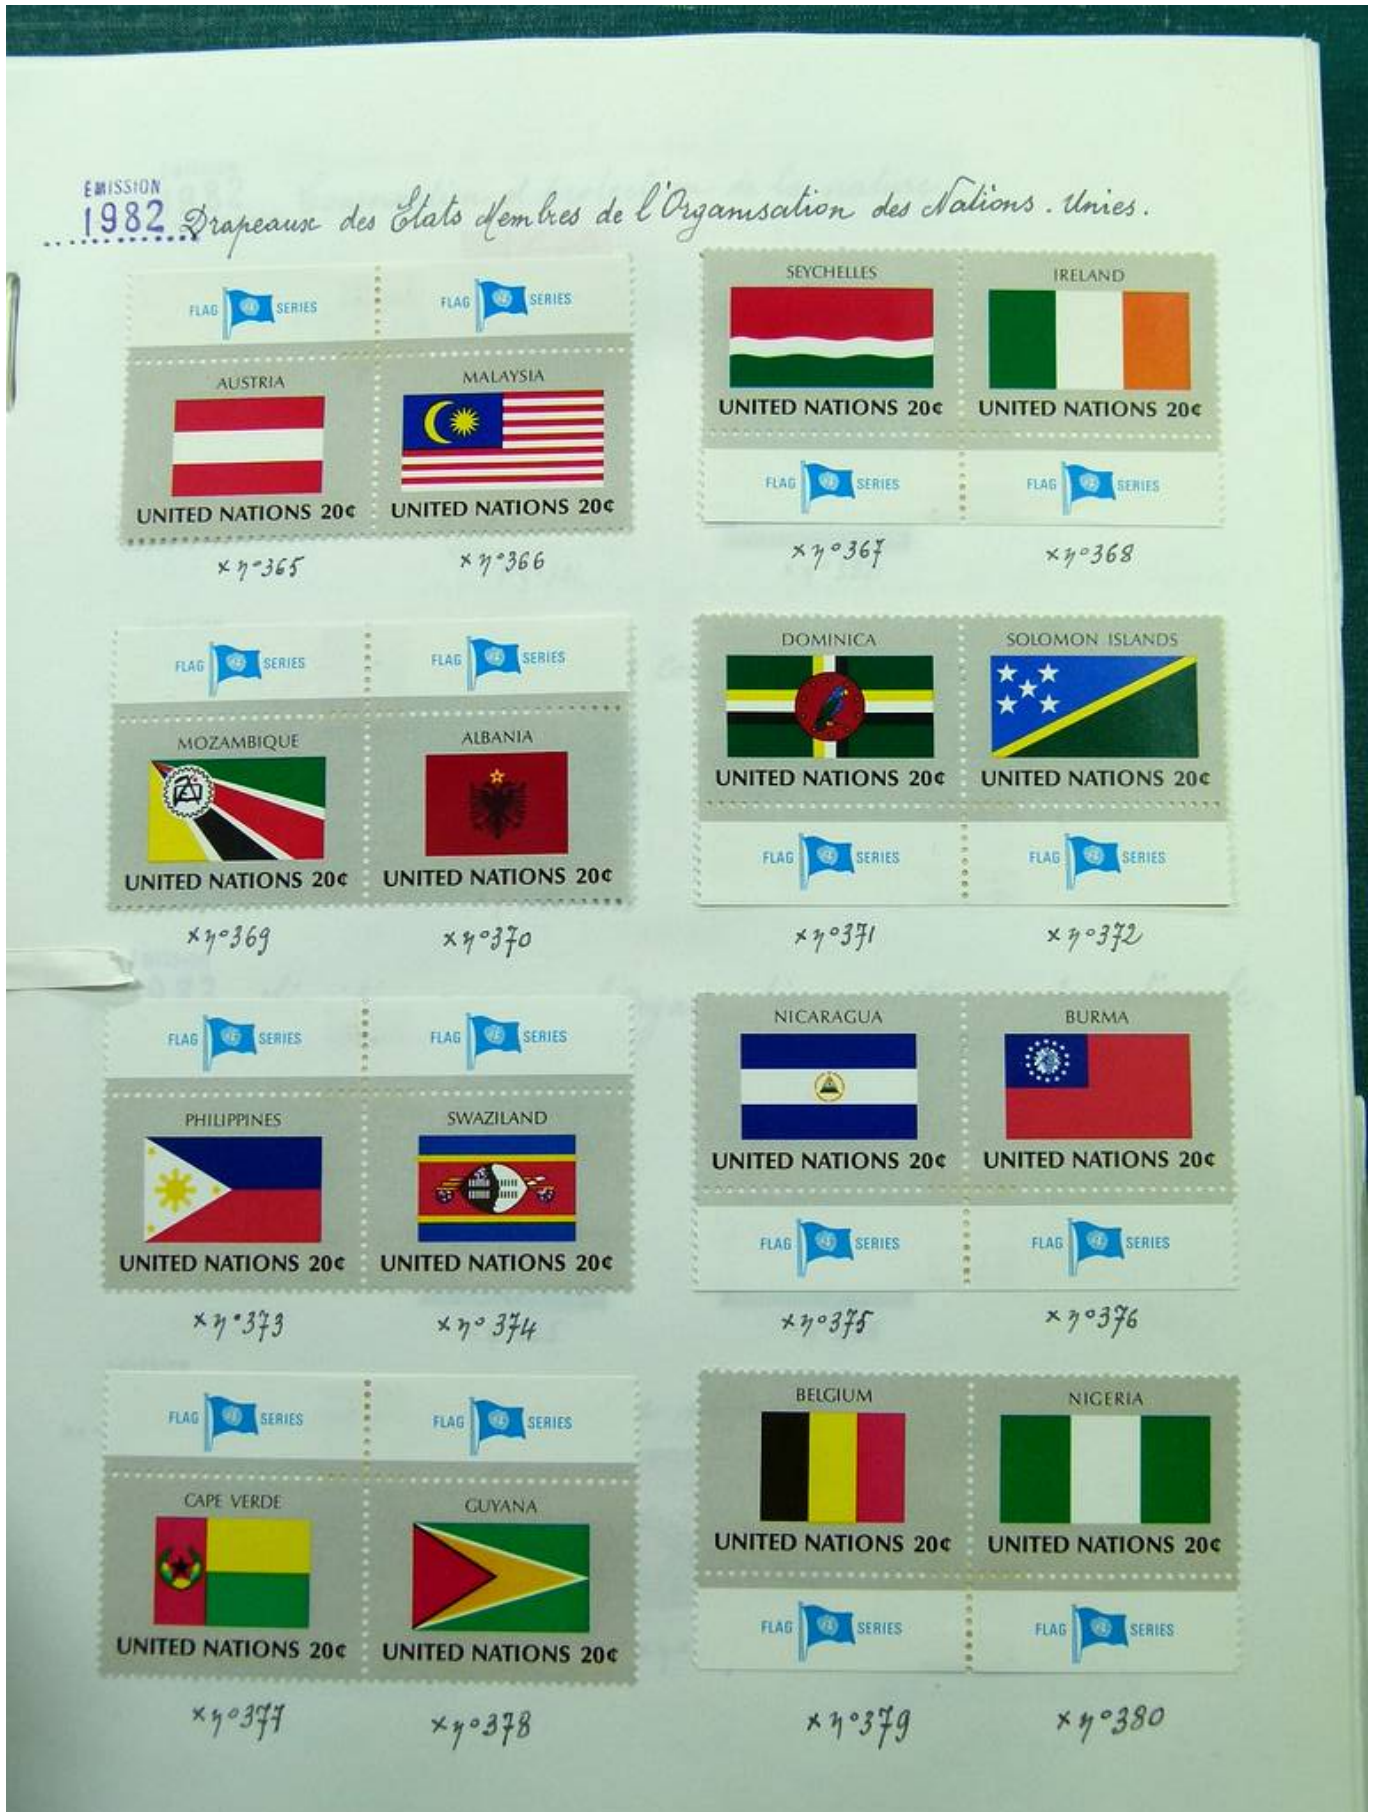 ÉMISSION
1982 Drapeaux des Etats Membres de l'Organisation des Nations-Unies.
FLAG SERIES FLAG SERIES
AUSTRIA MALAYSIA
UNITED NATIONS 20¢ UNITED NATIONS 20¢
x n°365 x n°366
SEYCHELLES IRELAND
UNITED NATIONS 20¢ UNITED NATIONS 20¢
FLAG SERIES FLAG SERIES
x n°367 x n°368
FLAG SERIES FLAG SERIES
MOZAMBIQUE ALBANIA
UNITED NATIONS 20¢ UNITED NATIONS 20¢
x n°369 x n°370
DOMINICA SOLOMON ISLANDS
UNITED NATIONS 20¢ UNITED NATIONS 20¢
FLAG SERIES FLAG SERIES
x n°371 x n°372
FLAG SERIES FLAG SERIES
PHILIPPINES SWAZILAND
UNITED NATIONS 20¢ UNITED NATIONS 20¢
x n°373 x n°374
NICARAGUA BURMA
UNITED NATIONS 20¢ UNITED NATIONS 20¢
FLAG SERIES FLAG SERIES
x n°375 x n°376
FLAG SERIES FLAG SERIES
CAPE VERDE GUYANA
UNITED NATIONS 20¢ UNITED NATIONS 20¢
x n°377 x n°378
BELGIUM NIGERIA
UNITED NATIONS 20¢ UNITED NATIONS 20¢
FLAG SERIES FLAG SERIES
x n°379 x n°380